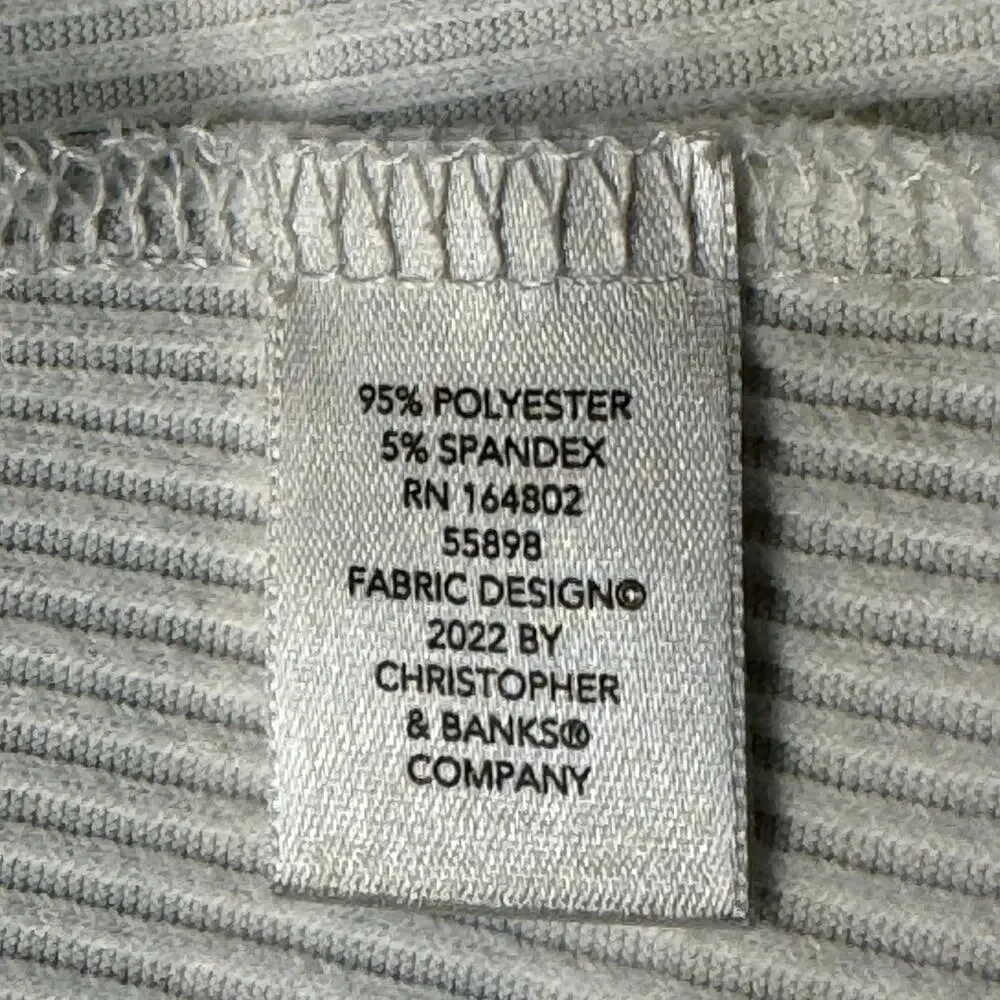 95% POLYESTER
5% SPANDEX
RN 164802
55898
FABRIC DESIGN©
2022 BY
CHRISTOPHER
& BANKS®
COMPANY